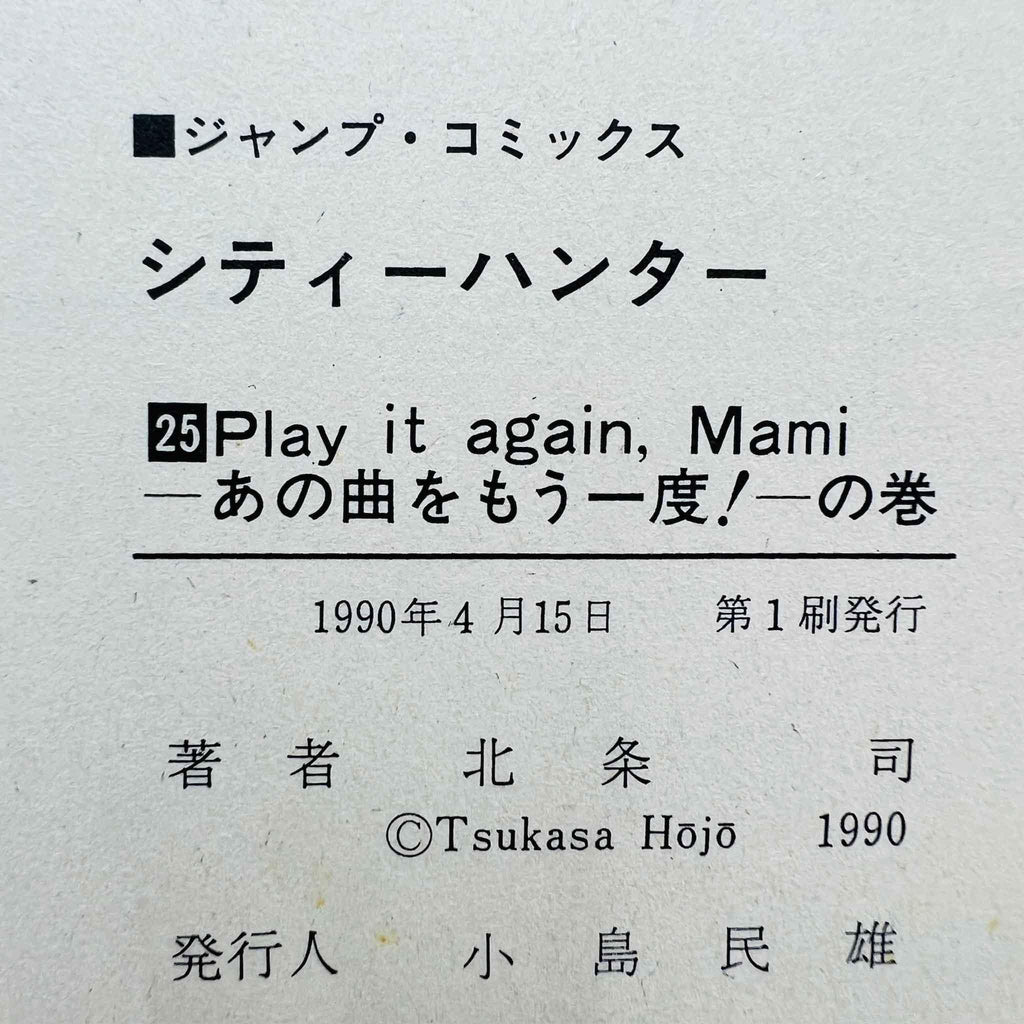 ■ジャンプ・コミックス
シティーハンター
25 Play it again, Mami
―あの曲をもう一度!―の巻
1990年4月15日　第1刷発行
著者　北条　司
©Tsukasa Hōjō　1990
発行人　小島民雄